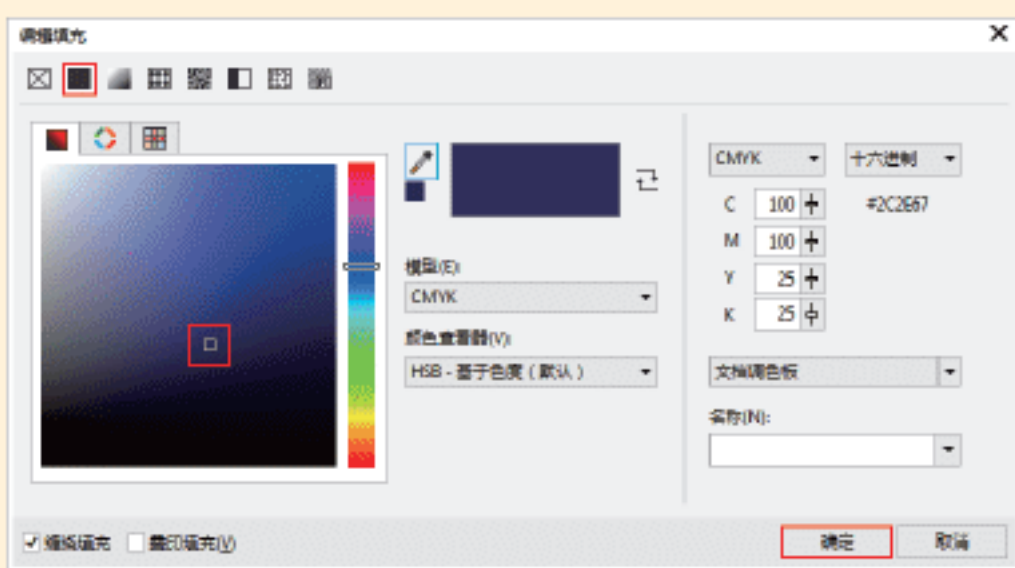 编辑填充
CMYK
十六进制
C 100 #2C2E67
M 100
Y 25
K 25
模型(E):
CMYK
颜色查看器(V):
HSB - 基于色度（默认）
文档调色板
名称(N):
缠绕填充
叠印填充(V)
确定
取消